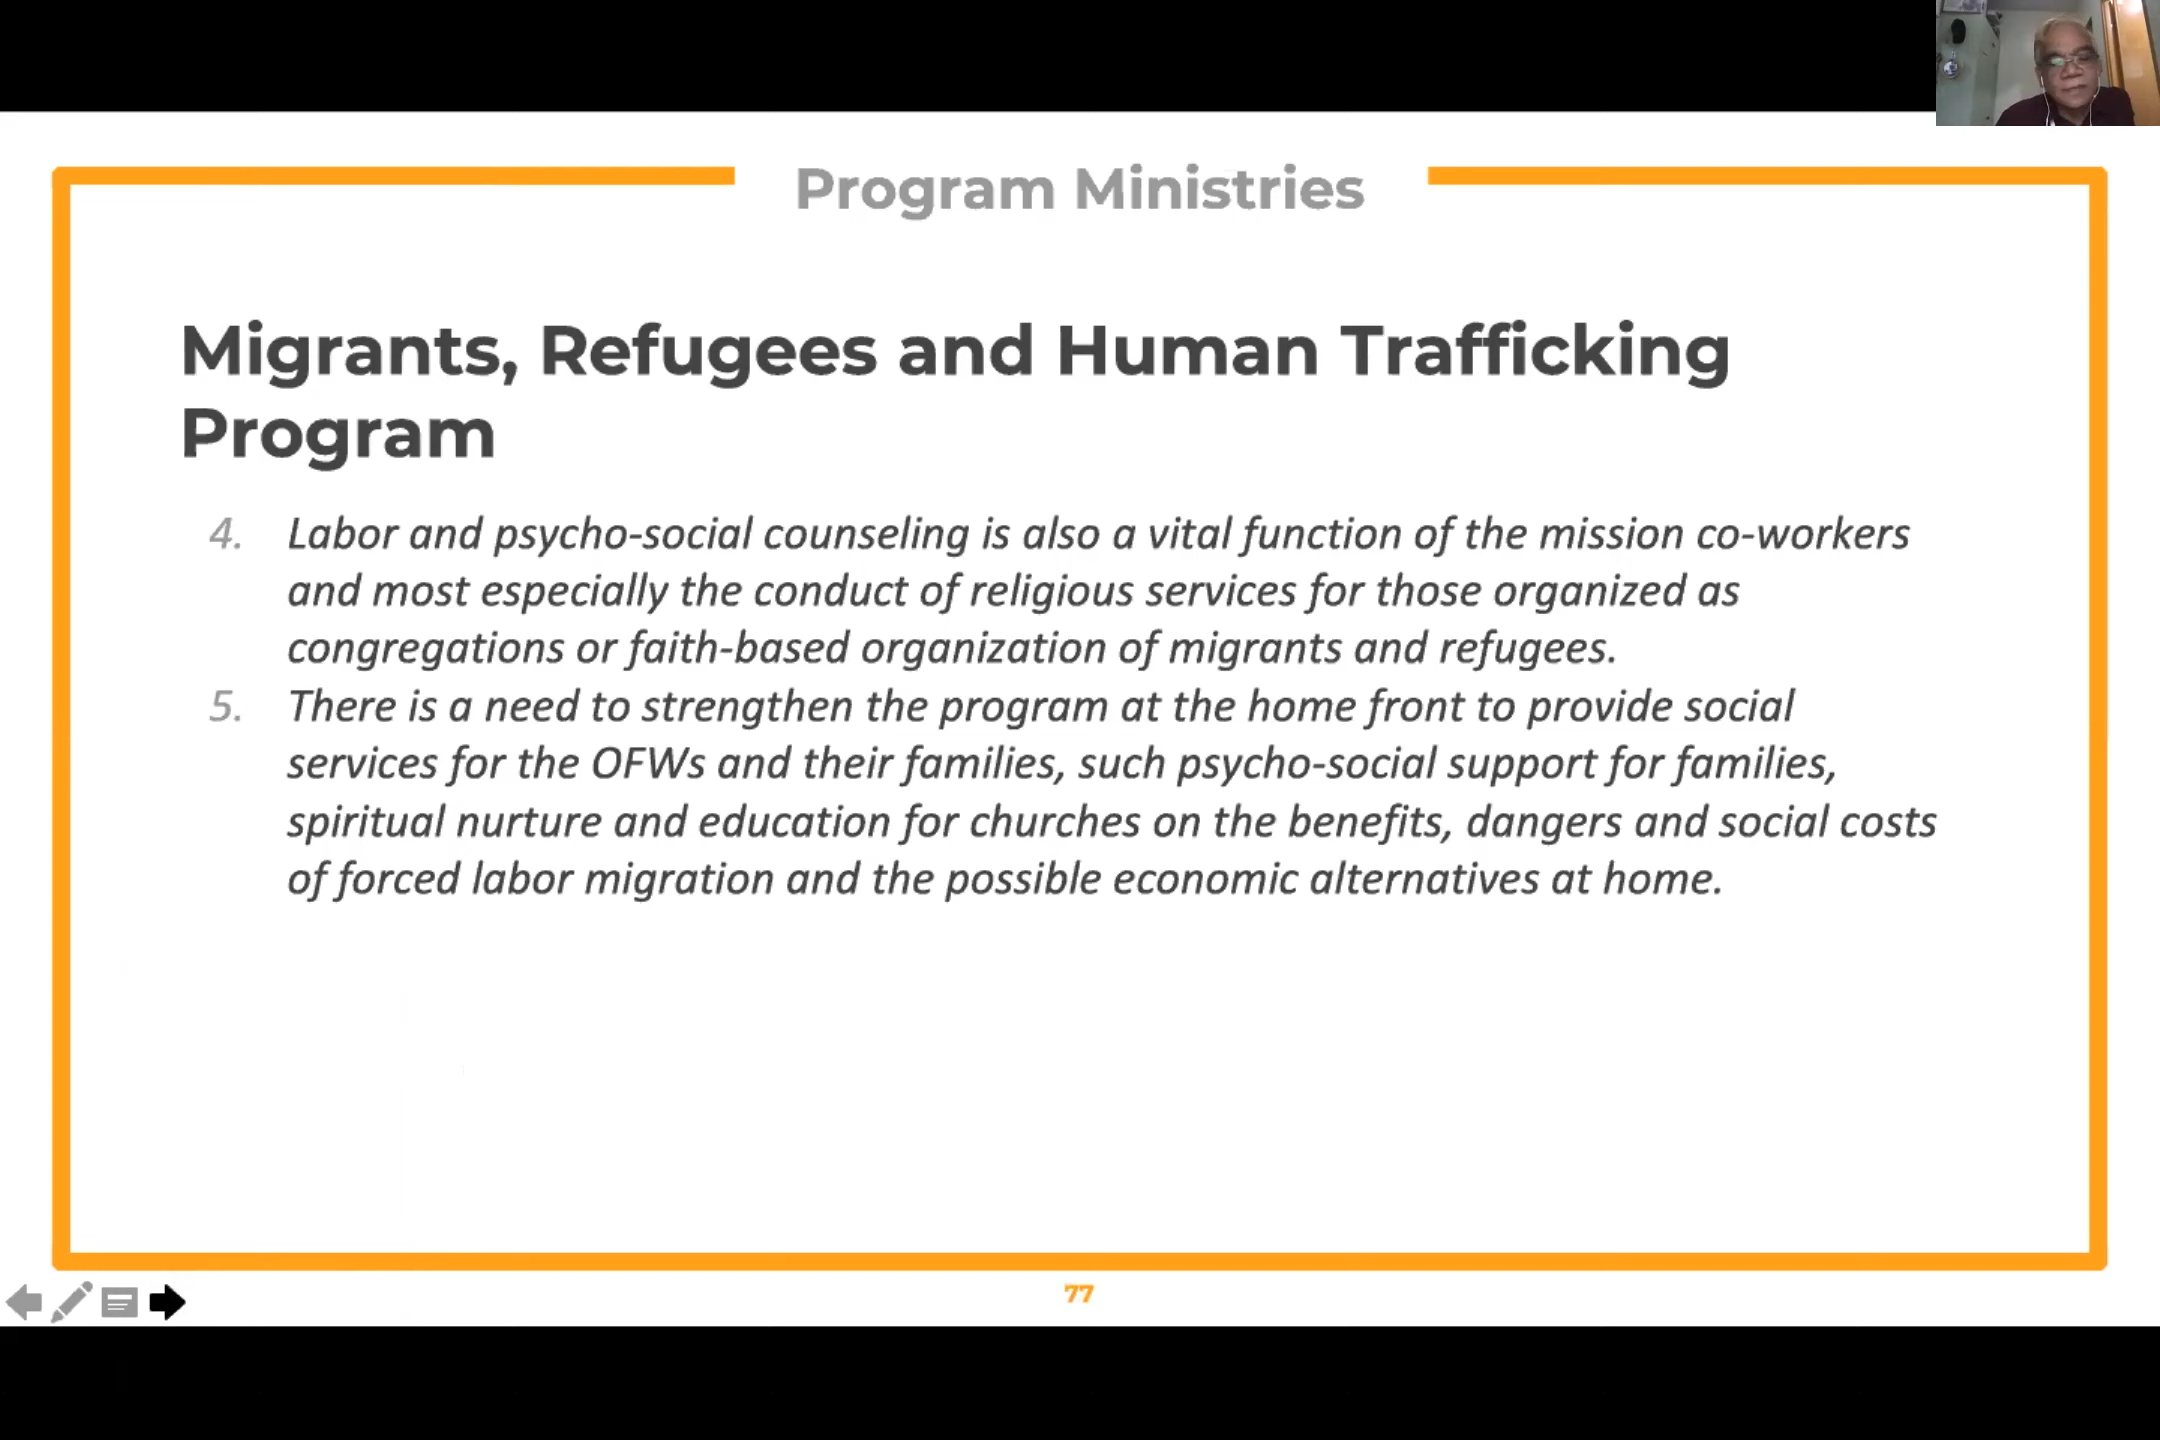 Program Ministries
Migrants, Refugees and Human Trafficking
Program
4. Labor and psycho-social counseling is also a vital function of the mission co-workers
and most especially the conduct of religious services for those organized as
congregations or faith-based organization of migrants and refugees.
5. There is a need to strengthen the program at the home front to provide social
services for the OFWs and their families, such psycho-social support for families,
spiritual nurture and education for churches on the benefits, dangers and social costs
of forced labor migration and the possible economic alternatives at home.
77